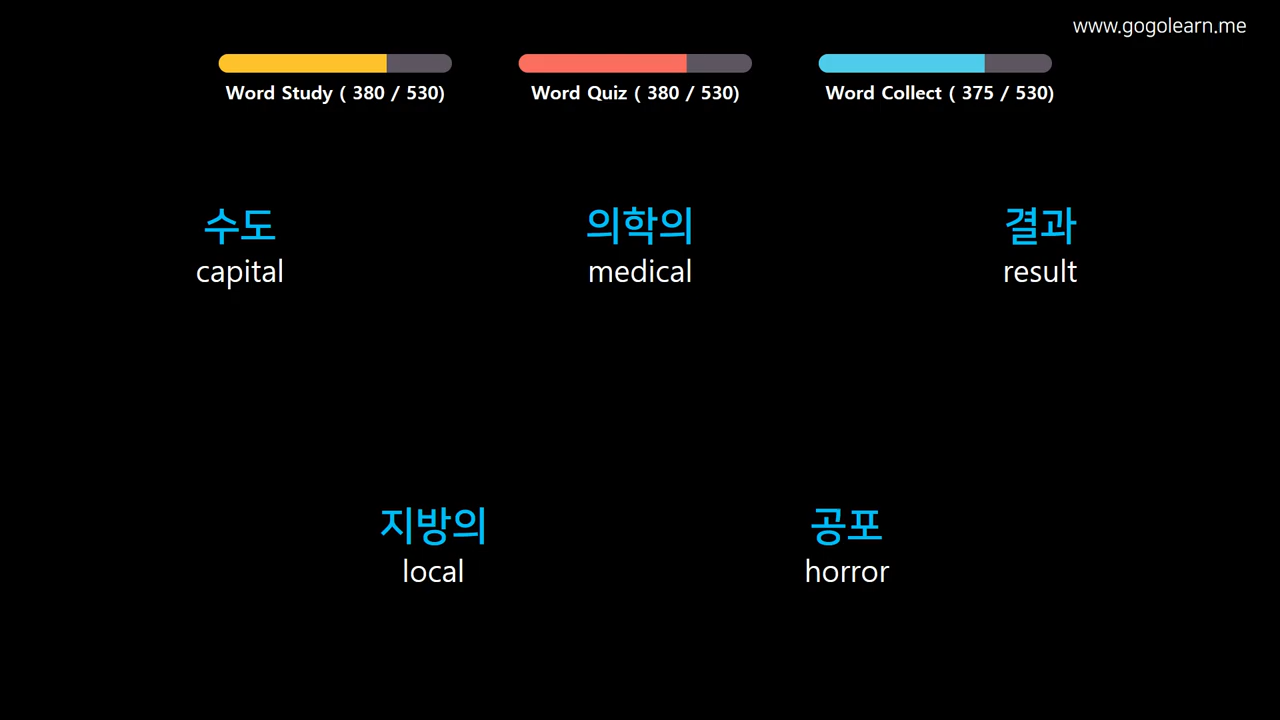 www.gogolearn.me
Word Study ( 380 / 530)
Word Quiz ( 380 / 530)
Word Collect ( 375 / 530)
수도
capital
의학의
medical
결과
result
지방의
local
공포
horror